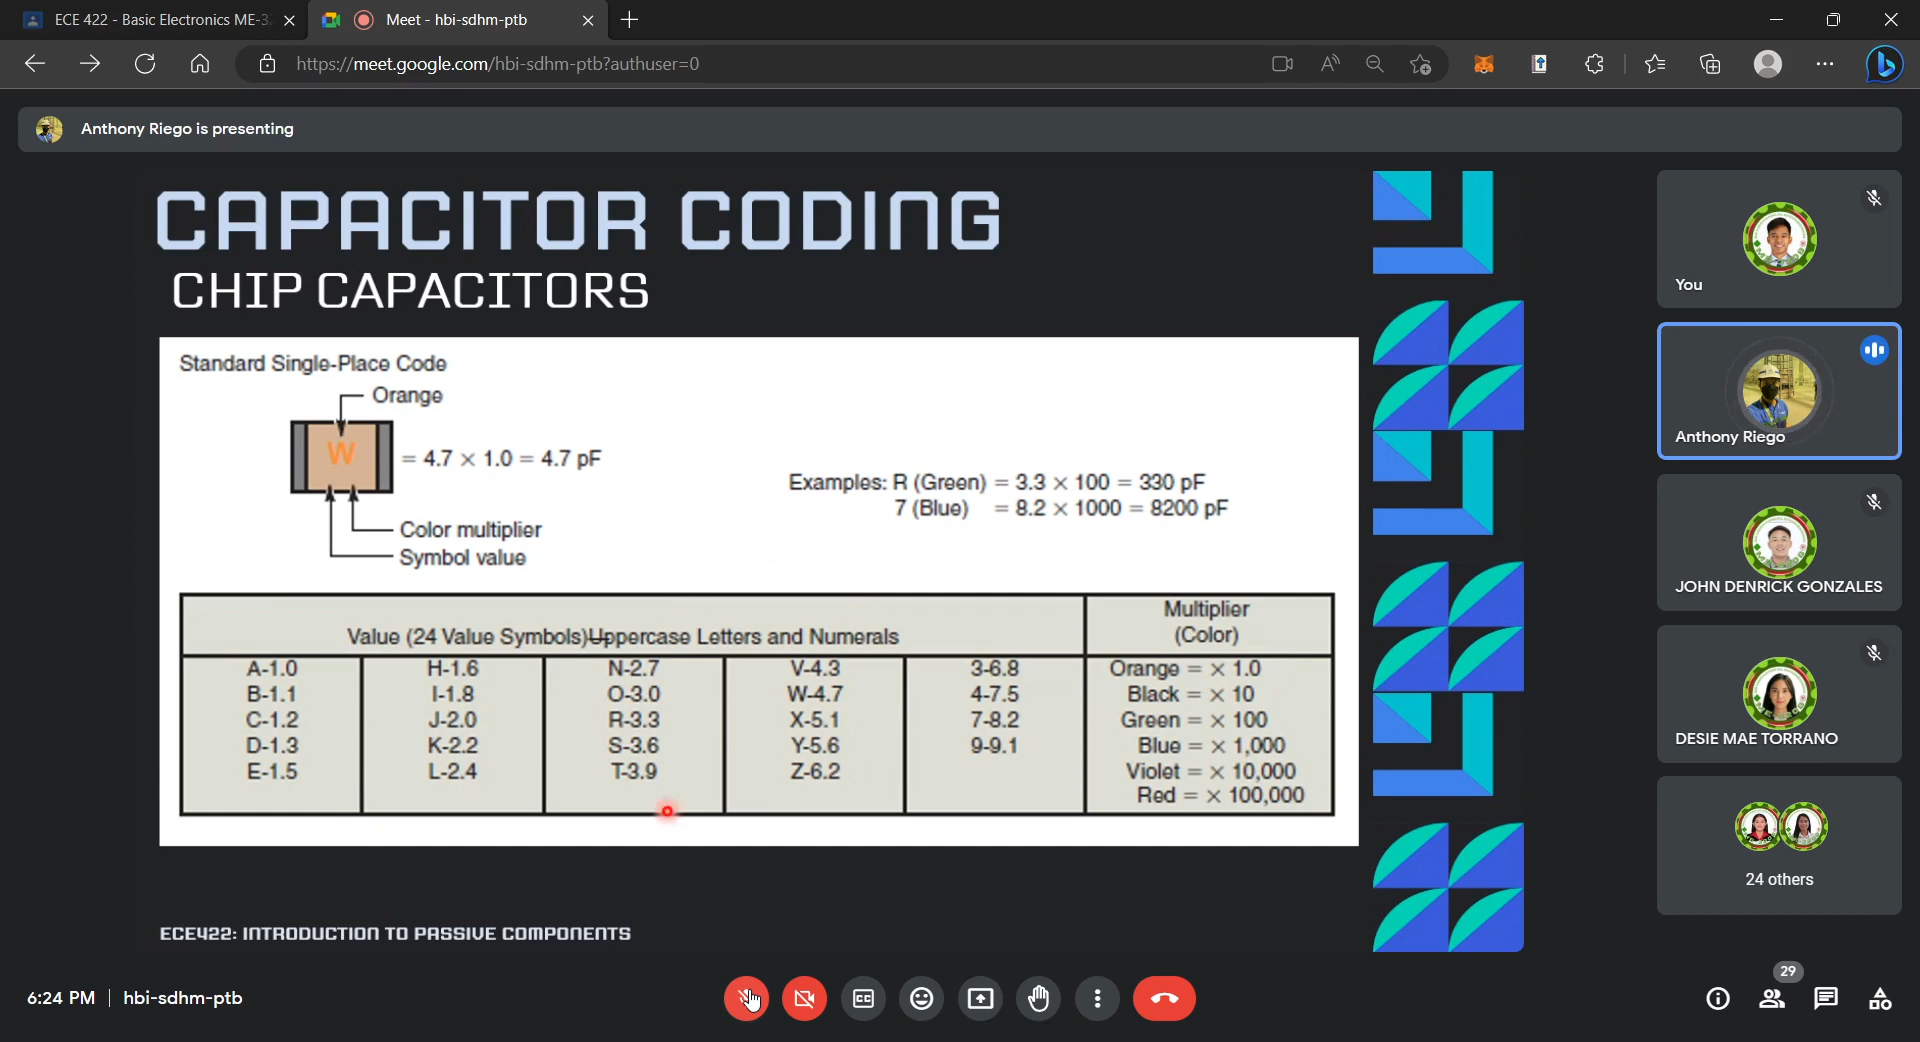 ECE 422 - Basic Electronics ME-32
Meet - hbi-sdhm-ptb
https://meet.google.com/hbi-sdhm-ptb?authuser=0
Anthony Riego is presenting
CAPACITOR CODING
CHIP CAPACITORS
Standard Single-Place Code
Orange
W
= 4.7 × 1.0 = 4.7 pF
Color multiplier
Symbol value
Examples: R (Green) = 3.3 × 100 = 330 pF
7 (Blue) = 8.2 × 1000 = 8200 pF
Value (24 Value Symbols)—Uppercase Letters and Numerals
Multiplier
(Color)
A-1.0 H-1.6 N-2.7 V-4.3 3-6.8 Orange = × 1.0
B-1.1 I-1.8 O-3.0 W-4.7 4-7.5 Black = × 10
C-1.2 J-2.0 R-3.3 X-5.1 7-8.2 Green = × 100
D-1.3 K-2.2 S-3.6 Y-5.6 9-9.1 Blue = × 1,000
E-1.5 L-2.4 T-3.9 Z-6.2 Violet = × 10,000
Red = × 100,000
ECE422: INTRODUCTION TO PASSIVE COMPONENTS
You
Anthony Riego
JOHN DENRICK GONZALES
DESIE MAE TORRANO
24 others
6:24 PM | hbi-sdhm-ptb
CC
29